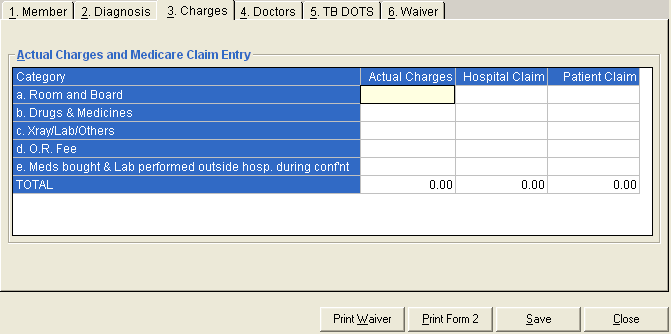 1. Member 2. Diagnosis 3. Charges 4. Doctors 5. TB DOTS 6. Waiver
Actual Charges and Medicare Claim Entry
Category Actual Charges Hospital Claim Patient Claim
a. Room and Board
b. Drugs & Medicines
c. Xray/Lab/Others
d. O.R. Fee
e. Meds bought & Lab performed outside hosp. during conf'nt
TOTAL 0.00 0.00 0.00
Print Waiver Print Form 2 Save Close